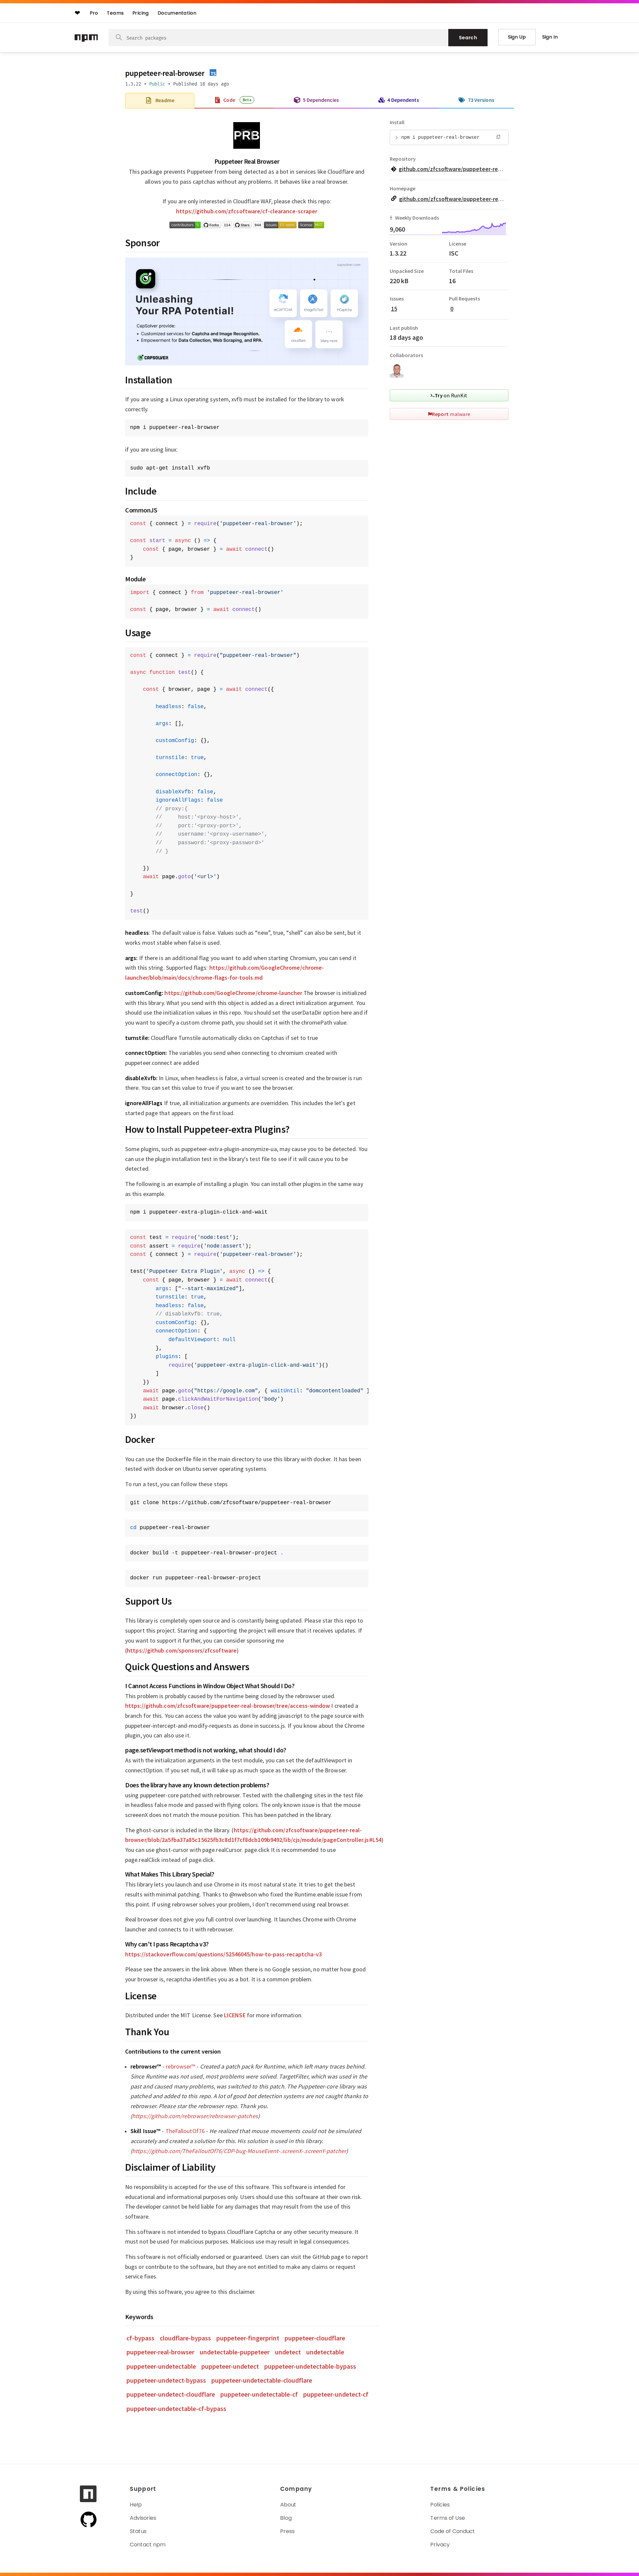 ❤
Pro
Teams
Pricing
Documentation
npm
Search packages
Search
Sign Up
Sign In
puppeteer-real-browser TS
1.3.22 • Public • Published 18 days ago
Readme
Code Beta
5 Dependencies
4 Dependents
73 Versions
PRB
Puppeteer Real Browser
This package prevents Puppeteer from being detected as a bot in services like Cloudflare and
allows you to pass captchas without any problems. It behaves like a real browser.
If you are only interested in Cloudflare WAF, please check this repo:
https://github.com/zfcsoftware/cf-clearance-scraper
Sponsor
Unleashing
Your RPA Potential!
CapSolver provide:
• Customized services for Captcha and Image Recognition.
• Empowerment for Data Collection, Web Scraping, and RPA.
CAPSOLVER
Installation
If you are using a Linux operating system, xvfb must be installed for the library to work
correctly.
npm i puppeteer-real-browser
if you are using linux:
sudo apt-get install xvfb
Include
CommonJS
const { connect } = require('puppeteer-real-browser');
const start = async () => {
const { page, browser } = await connect()
}
Module
import { connect } from 'puppeteer-real-browser'
const { page, browser } = await connect()
Usage
const { connect } = require("puppeteer-real-browser")
async function test() {
const { browser, page } = await connect({
headless: false,
args: [],
customConfig: {},
turnstile: true,
connectOption: {},
disableXvfb: false,
ignoreAllFlags: false
// proxy:{
// host:'<proxy-host>',
// port:'<proxy-port>',
// username:'<proxy-username>',
// password:'<proxy-password>'
// }
})
await page.goto('<url>')
}
test()
headless: The default value is false. Values such as “new”, true, “shell” can also be sent, but it
works most stable when false is used.
args: If there is an additional flag you want to add when starting Chromium, you can send it
with this string. Supported flags: https://github.com/GoogleChrome/chrome-
launcher/blob/main/docs/chrome-flags-for-tools.md
customConfig: https://github.com/GoogleChrome/chrome-launcher The browser is initialized
with this library. What you send with this object is added as a direct initialization argument. You
should use the initialization values in this repo. You should set the userDataDir option here and if
you want to specify a custom chrome path, you should set it with the chromePath value.
turnstile: Cloudflare Turnstile automatically clicks on Captchas if set to true
connectOption: The variables you send when connecting to chromium created with
puppeteer.connect are added
disableXvfb: In Linux, when headless is false, a virtual screen is created and the browser is run
there. You can set this value to true if you want to see the browser.
ignoreAllFlags If true, all initialization arguments are overridden. This includes the let's get
started page that appears on the first load.
How to Install Puppeteer-extra Plugins?
Some plugins, such as puppeteer-extra-plugin-anonymize-ua, may cause you to be detected. You
can use the plugin installation test in the library's test file to see if it will cause you to be
detected.
The following is an example of installing a plugin. You can install other plugins in the same way
as this example.
npm i puppeteer-extra-plugin-click-and-wait
const test = require('node:test');
const assert = require('node:assert');
const { connect } = require('puppeteer-real-browser');
test('Puppeteer Extra Plugin', async () => {
const { page, browser } = await connect({
args: ["--start-maximized"],
turnstile: true,
headless: false,
// disableXvfb: true,
customConfig: {},
connectOption: {
defaultViewport: null
},
plugins: [
require('puppeteer-extra-plugin-click-and-wait')()
]
})
await page.goto("https://google.com", { waitUntil: "domcontentloaded" }
await page.clickAndWaitForNavigation('body')
await browser.close()
})
Docker
You can use the Dockerfile file in the main directory to use this library with docker. It has been
tested with docker on Ubuntu server operating systems.
To run a test, you can follow these steps
git clone https://github.com/zfcsoftware/puppeteer-real-browser
cd puppeteer-real-browser
docker build -t puppeteer-real-browser-project .
docker run puppeteer-real-browser-project
Support Us
This library is completely open source and is constantly being updated. Please star this repo to
support this project. Starring and supporting the project will ensure that it receives updates. If
you want to support it further, you can consider sponsoring me
(https://github.com/sponsors/zfcsoftware)
Quick Questions and Answers
I Cannot Access Functions in Window Object What Should I Do?
This problem is probably caused by the runtime being closed by the rebrowser used.
https://github.com/zfcsoftware/puppeteer-real-browser/tree/access-window I created a
branch for this. You can access the value you want by adding javascript to the page source with
puppeteer-intercept-and-modify-requests as done in success.js. If you know about the Chrome
plugin, you can also use it.
page.setViewport method is not working, what should I do?
As with the initialization arguments in the test module, you can set the defaultViewport in
connectOption. If you set null, it will take up as much space as the width of the Browser.
Does the library have any known detection problems?
using puppeteer-core patched with rebrowser. Tested with the challenging sites in the test file
in headless false mode and passed with flying colors. The only known issue is that the mouse
screenX does not match the mouse position. This has been patched in the library.
The ghost-cursor is included in the library. (https://github.com/zfcsoftware/puppeteer-real-
browser/blob/2a5fba37a85c15625fb3c8d1f7cf8dcb109b9492/lib/cjs/module/pageController.js#L54)
You can use ghost-cursor with page.realCursor. page.click It is recommended to use
page.realClick instead of page.click.
What Makes This Library Special?
This library lets you launch and use Chrome in its most natural state. It tries to get the best
results with minimal patching. Thanks to @nwebson who fixed the Runtime.enable issue from
this point. If using rebrowser solves your problem, I don't recommend using real browser.
Real browser does not give you full control over launching. It launches Chrome with Chrome
launcher and connects to it with rebrowser.
Why can't I pass Recaptcha v3?
https://stackoverflow.com/questions/52546045/how-to-pass-recaptcha-v3
Please see the answers in the link above. When there is no Google session, no matter how good
your browser is, recaptcha identifies you as a bot. It is a common problem.
License
Distributed under the MIT License. See LICENSE for more information.
Thank You
Contributions to the current version
• rebrowser™ - rebrowser™ - Created a patch pack for Runtime, which left many traces behind.
Since Runtime was not used, most problems were solved. TargetFilter, which was used in the
past and caused many problems, was switched to this patch. The Puppeteer-core library was
patched and added to this repo. A lot of good bot detection systems are not caught thanks to
rebrowser. Please star the rebrowser repo. Thank you.
(https://github.com/rebrowser/rebrowser-patches)
• Skill Issue™ - TheFalloutOf76 - He realized that mouse movements could not be simulated
accurately and created a solution for this. His solution is used in this library.
(https://github.com/TheFalloutOf76/CDP-bug-MouseEvent-.screenX-.screenY-patcher)
Disclaimer of Liability
No responsibility is accepted for the use of this software. This software is intended for
educational and informational purposes only. Users should use this software at their own risk.
The developer cannot be held liable for any damages that may result from the use of this
software.
This software is not intended to bypass Cloudflare Captcha or any other security measure. It
must not be used for malicious purposes. Malicious use may result in legal consequences.
This software is not officially endorsed or guaranteed. Users can visit the GitHub page to report
bugs or contribute to the software, but they are not entitled to make any claims or request
service fixes.
By using this software, you agree to this disclaimer.
Keywords
cf-bypass cloudflare-bypass puppeteer-fingerprint puppeteer-cloudflare
puppeteer-real-browser undetectable-puppeteer undetect undetectable
puppeteer-undetectable puppeteer-undetect puppeteer-undetectable-bypass
puppeteer-undetect-bypass puppeteer-undetectable-cloudflare
puppeteer-undetect-cloudflare puppeteer-undetectable-cf puppeteer-undetect-cf
puppeteer-undetectable-cf-bypass
Install
npm i puppeteer-real-browser
Repository
github.com/zfcsoftware/puppeteer-re…
Homepage
github.com/zfcsoftware/puppeteer-re…
Weekly Downloads
9,060
Version
License
1.3.22
ISC
Unpacked Size
Total Files
220 kB
16
Issues
Pull Requests
15
0
Last publish
18 days ago
Collaborators
Try on RunKit
Report malware
Support
Help
Advisories
Status
Contact npm
Company
About
Blog
Press
Terms & Policies
Policies
Terms of Use
Code of Conduct
Privacy